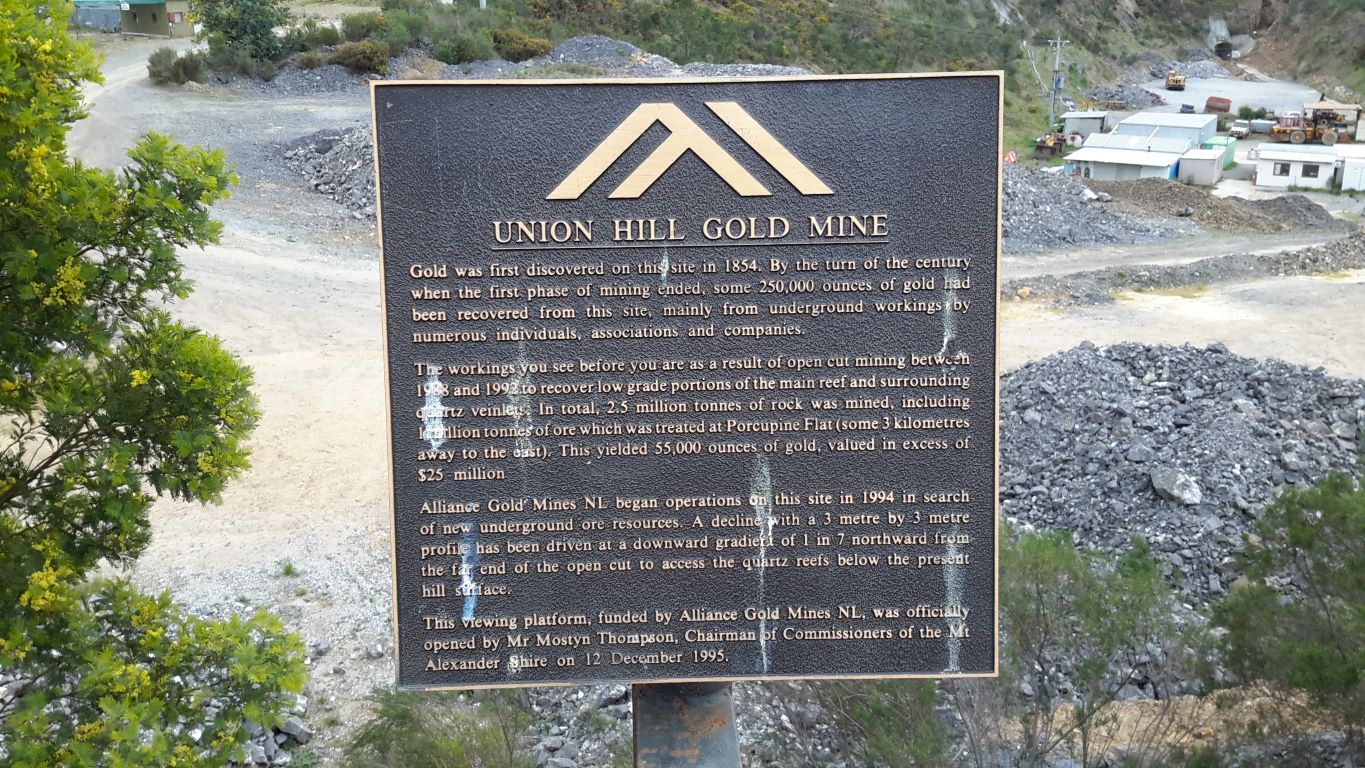 UNION HILL GOLD MINE
Gold was first discovered on this site in 1854. By the turn of the century
when the first phase of mining ended, some 250,000 ounces of gold had
been recovered from this site, mainly from underground workings by
numerous individuals, associations and companies.
The workings you see before you are as a result of open cut mining between
and 1992 to recover low grade portions of the main reef and surrounding
quartz veinlets. In total, 2.5 million tonnes of rock was mined, including
tonnes of ore which was treated at Porcupine Flat (some 3 kilometres
away to the east). This yielded 55,000 ounces of gold, valued in excess of
$25 million
Alliance Gold Mines NL began operations on this site in 1994 in search
of new underground ore resources. A decline with a 3 metre by 3 metre
profile has been driven at a downward gradient of 1 in 7 northward from
the far end of the open cut to access the quartz reefs below the present
hill surface.
This viewing platform, funded by Alliance Gold Mines NL, was officially
opened by Mr Mostyn Thompson, Chairman of Commissioners of the Mt
Alexander Shire on 12 December 1995.